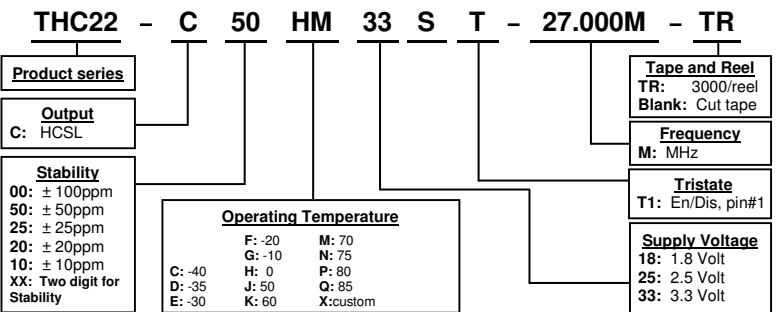 THC22 – C 50 HM 33 S T – 27.000M – TR
Product series
Output
C: HCSL
Stability
00: ± 100ppm
50: ± 50ppm
25: ± 25ppm
20: ± 20ppm
10: ± 10ppm
XX: Two digit for
Stability
Operating Temperature
F: -20 M: 70
G: -10 N: 75
C: -40 H: 0 P: 80
D: -35 J: 50 Q: 85
E: -30 K: 60 X:custom
Tape and Reel
TR: 3000/reel
Blank: Cut tape
Frequency
M: MHz
Tristate
T1: En/Dis, pin#1
Supply Voltage
18: 1.8 Volt
25: 2.5 Volt
33: 3.3 Volt